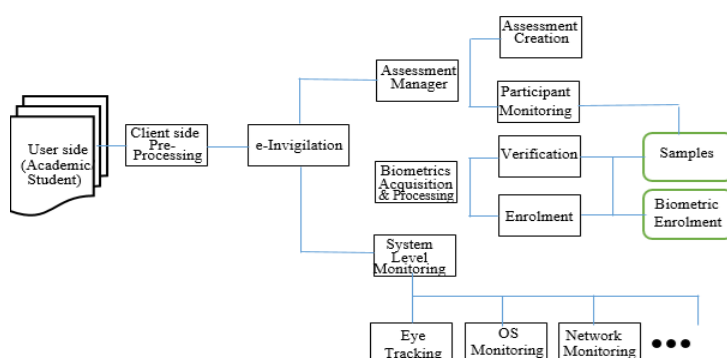 User side
(Academic/
Student)
Client side
Pre-
Processing
e-Invigilation
Assessment
Manager
Assessment
Creation
Participant
Monitoring
Biometrics
Acquisition
& Processing
Verification
Enrolment
Samples
Biometric
Enrolment
System
Level
Monitoring
Eye
Tracking
OS
Monitoring
Network
Monitoring